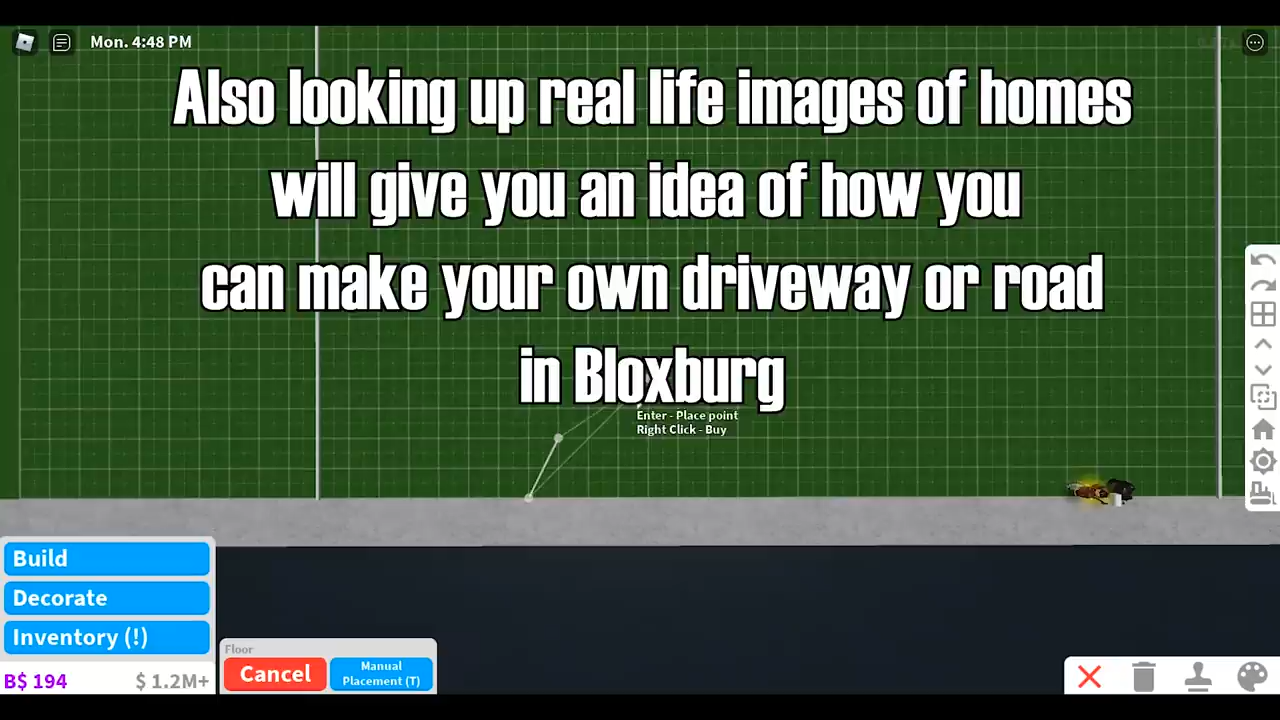 Mon. 4:48 PM
Also looking up real life images of homes
will give you an idea of how you
can make your own driveway or road
in Bloxburg
Enter - Place point
Right Click - Buy
Build
Decorate
Inventory (!)
B$ 194 $ 1.2M+
Floor
Cancel
Manual
Placement (T)